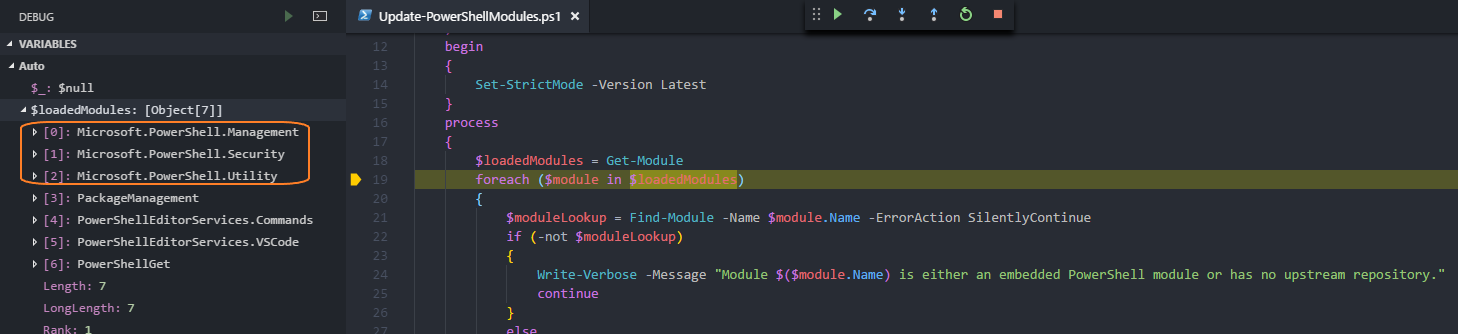 DEBUG
VARIABLES
Auto
$_: $null
$loadedModules: [Object[7]]
[0]: Microsoft.PowerShell.Management
[1]: Microsoft.PowerShell.Security
[2]: Microsoft.PowerShell.Utility
[3]: PackageManagement
[4]: PowerShellEditorServices.Commands
[5]: PowerShellEditorServices.VSCode
[6]: PowerShellGet
Length: 7
LongLength: 7
Rank: 1
Update-PowerShellModules.ps1
12 begin
13 {
14 Set-StrictMode -Version Latest
15 }
16 process
17 {
18 $loadedModules = Get-Module
19 foreach ($module in $loadedModules)
20 {
21 $moduleLookup = Find-Module -Name $module.Name -ErrorAction SilentlyContinue
22 if (-not $moduleLookup)
23 {
24 Write-Verbose -Message "Module $($module.Name) is either an embedded PowerShell module or has no upstream repository."
25 continue
26 }
27 else